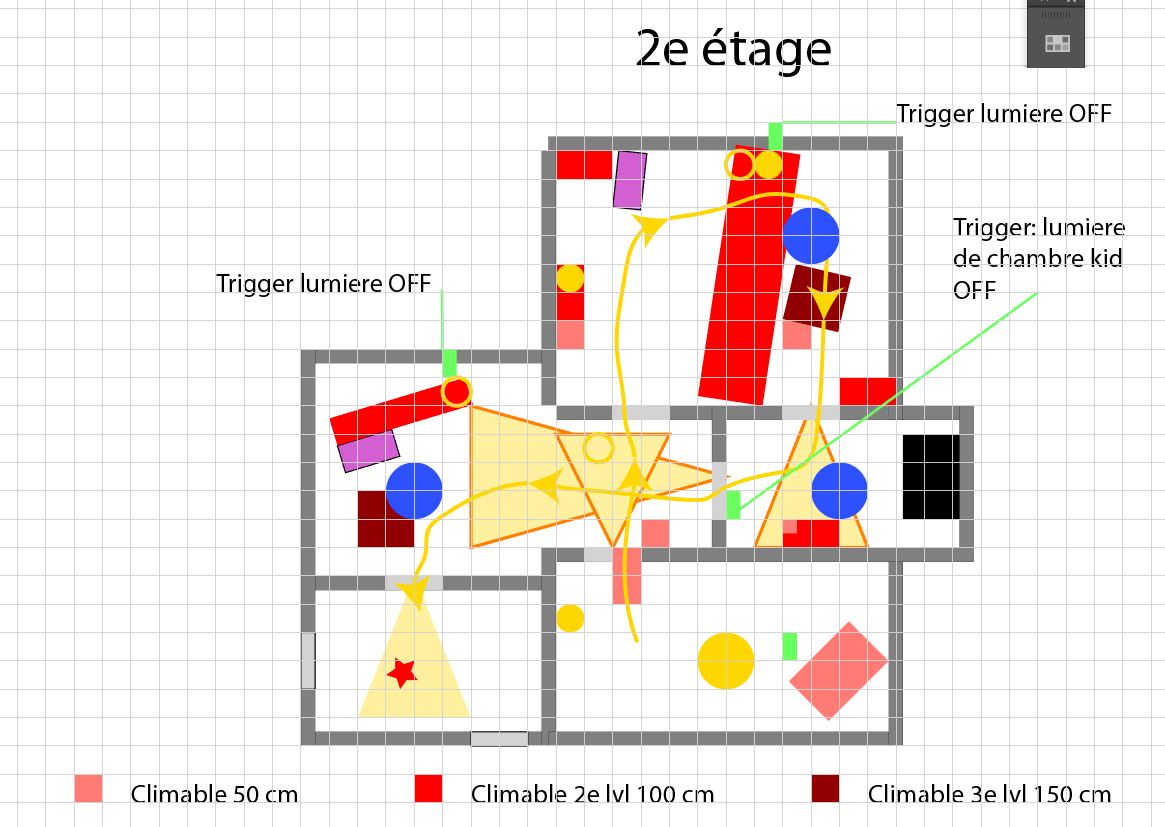 2e étage
Trigger lumiere OFF
Trigger: lumiere
de chambre kid
OFF
Trigger lumiere OFF
Climable 50 cm
Climable 2e lvl 100 cm
Climable 3e lvl 150 cm